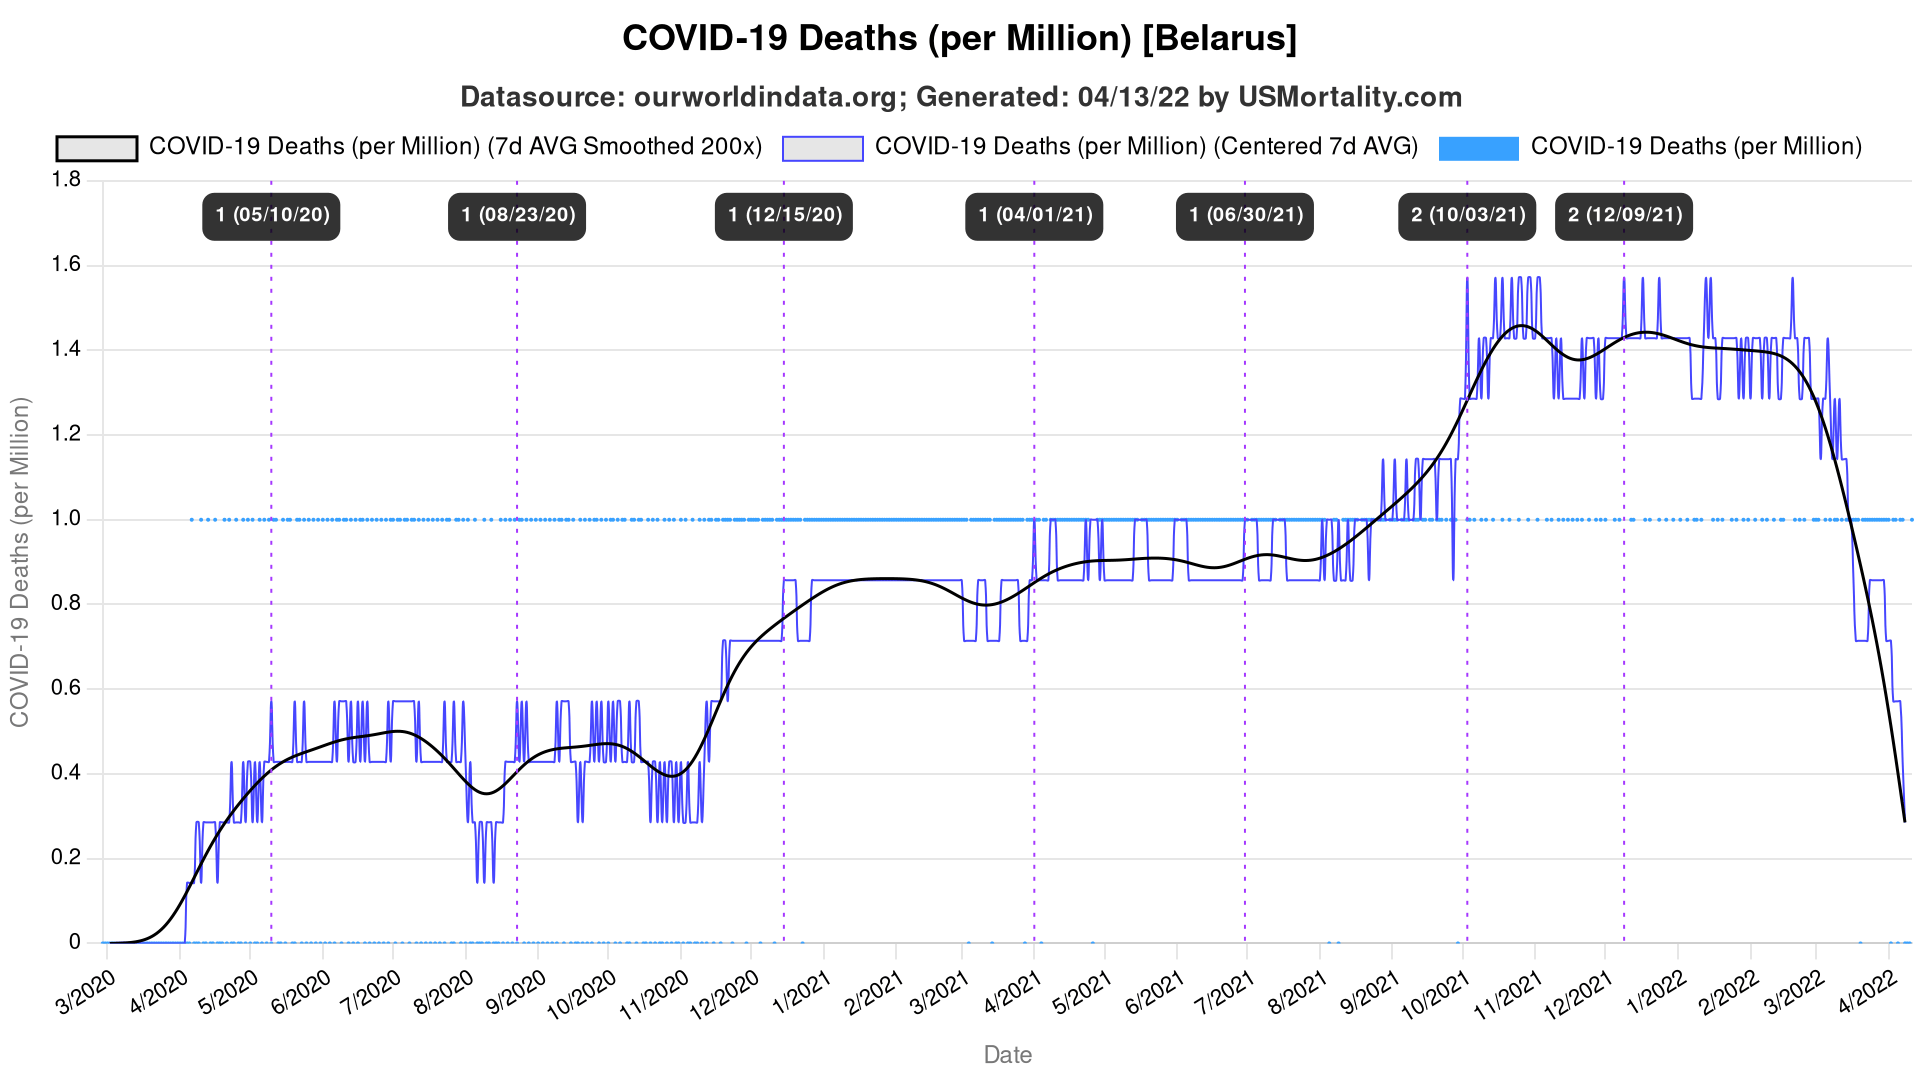 COVID-19 Deaths (per Million) [Belarus]
Datasource: ourworldindata.org; Generated: 04/13/22 by USMortality.com
COVID-19 Deaths (per Million) (7d AVG Smoothed 200x) COVID-19 Deaths (per Million) (Centered 7d AVG) COVID-19 Deaths (per Million)
1.8
1 (05/10/20) 1 (08/23/20) 1 (12/15/20) 1 (04/01/21) 1 (06/30/21) 2 (10/03/21) 2 (12/09/21)
1.6
1.4
1.2
1.0
0.8
0.6
0.4
0.2
0
COVID-19 Deaths (per Million)
3/2020 4/2020 5/2020 6/2020 7/2020 8/2020 9/2020 10/2020 11/2020 12/2020 1/2021 2/2021 3/2021 4/2021 5/2021 6/2021 7/2021 8/2021 9/2021 10/2021 11/2021 12/2021 1/2022 2/2022 3/2022 4/2022
Date